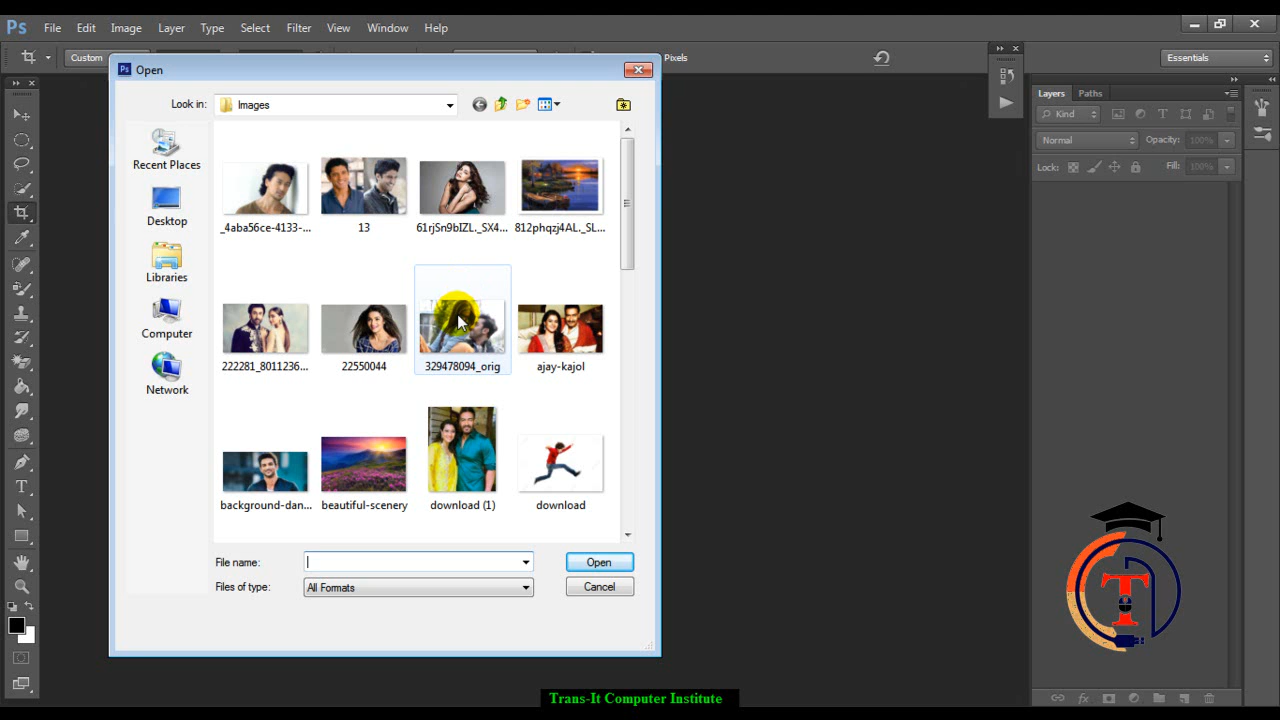 Ps File Edit Image Layer Type Select Filter View Window Help
Custom
Pixels
Essentials
Ps Open
Look in: Images
Recent Places
Desktop
Libraries
Computer
Network
_4aba56ce-4133-...
13
61rjSn9bIZL._SX4...
812phqzj4AL._SL...
222281_8011236...
22550044
329478094_orig
ajay-kajol
background-dan...
beautiful-scenery
download (1)
download
File name:
Open
Files of type: All Formats
Cancel
Layers Paths
Kind
Normal Opacity: 100%
Lock: Fill: 100%
T
T
Trans-It Computer Institute